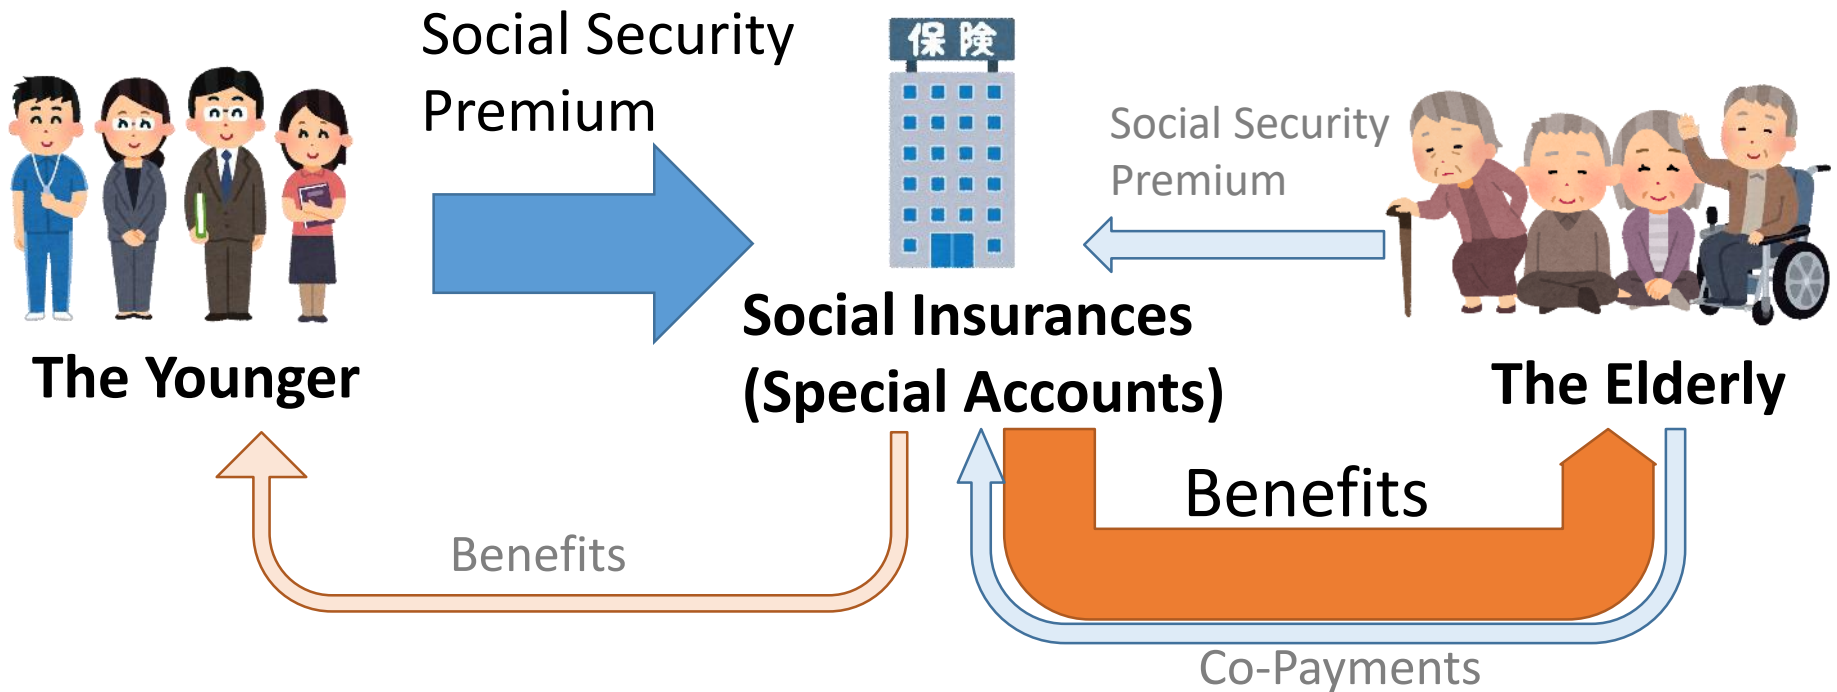 Social Security
Premium
保険
Social Security
Premium
The Younger
Social Insurances
(Special Accounts)
The Elderly
Benefits
Benefits
Co-Payments